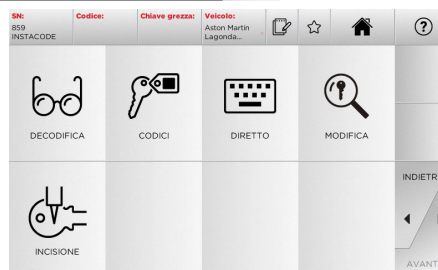 SN:
859
INSTACODE
Codice:
Chiave grezza:
Veicolo:
Aston Martin
Lagonda...
?
DECODIFICA
CODICI
DIRETTO
MODIFICA
INDIETR
INCISIONE
AVANT